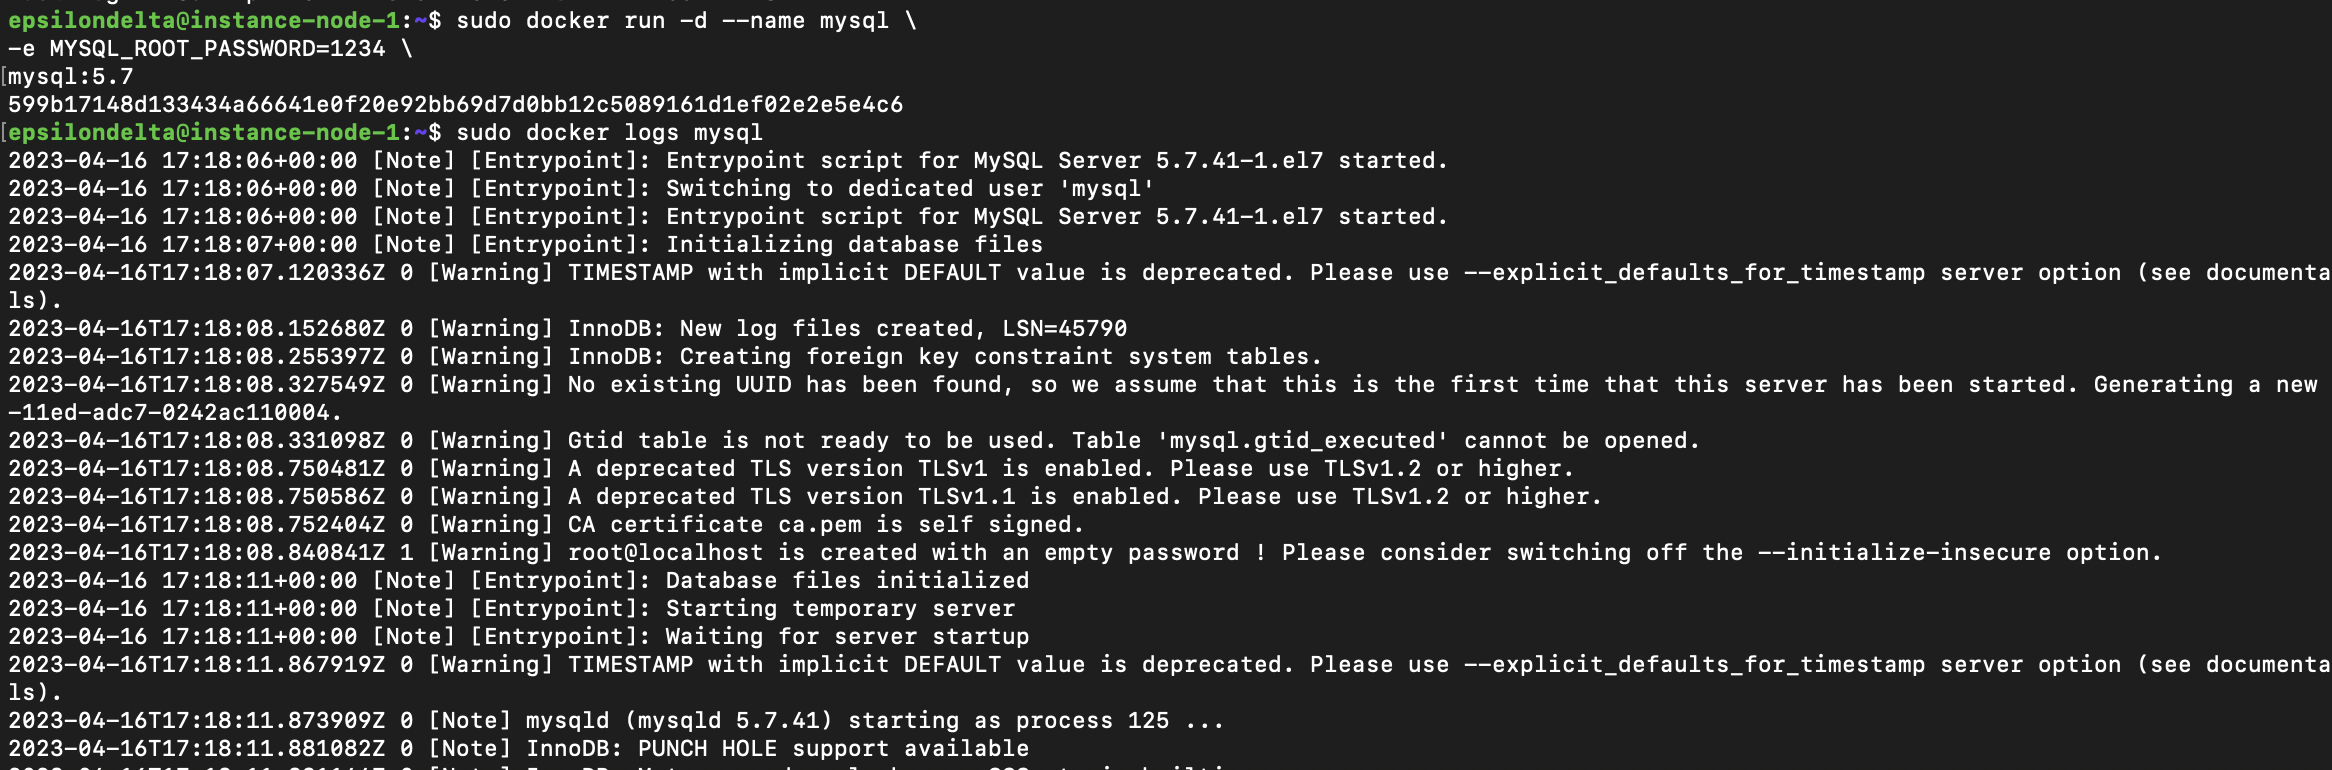 epsilondelta@instance-node-1:~$ sudo docker run -d --name mysql \
-e MYSQL_ROOT_PASSWORD=1234 \
[mysql:5.7
599b17148d133434a66641e0f20e92bb69d7d0bb12c5089161d1ef02e2e5e4c6
[epsilondelta@instance-node-1:~$ sudo docker logs mysql
2023-04-16 17:18:06+00:00 [Note] [Entrypoint]: Entrypoint script for MySQL Server 5.7.41-1.el7 started.
2023-04-16 17:18:06+00:00 [Note] [Entrypoint]: Switching to dedicated user 'mysql'
2023-04-16 17:18:06+00:00 [Note] [Entrypoint]: Entrypoint script for MySQL Server 5.7.41-1.el7 started.
2023-04-16 17:18:07+00:00 [Note] [Entrypoint]: Initializing database files
2023-04-16T17:18:07.120336Z 0 [Warning] TIMESTAMP with implicit DEFAULT value is deprecated. Please use --explicit_defaults_for_timestamp server option (see documenta
ls).
2023-04-16T17:18:08.152680Z 0 [Warning] InnoDB: New log files created, LSN=45790
2023-04-16T17:18:08.255397Z 0 [Warning] InnoDB: Creating foreign key constraint system tables.
2023-04-16T17:18:08.327549Z 0 [Warning] No existing UUID has been found, so we assume that this is the first time that this server has been started. Generating a new
-11ed-adc7-0242ac110004.
2023-04-16T17:18:08.331098Z 0 [Warning] Gtid table is not ready to be used. Table 'mysql.gtid_executed' cannot be opened.
2023-04-16T17:18:08.750481Z 0 [Warning] A deprecated TLS version TLSv1 is enabled. Please use TLSv1.2 or higher.
2023-04-16T17:18:08.750586Z 0 [Warning] A deprecated TLS version TLSv1.1 is enabled. Please use TLSv1.2 or higher.
2023-04-16T17:18:08.752404Z 0 [Warning] CA certificate ca.pem is self signed.
2023-04-16T17:18:08.840841Z 1 [Warning] root@localhost is created with an empty password ! Please consider switching off the --initialize-insecure option.
2023-04-16 17:18:11+00:00 [Note] [Entrypoint]: Database files initialized
2023-04-16 17:18:11+00:00 [Note] [Entrypoint]: Starting temporary server
2023-04-16 17:18:11+00:00 [Note] [Entrypoint]: Waiting for server startup
2023-04-16T17:18:11.867919Z 0 [Warning] TIMESTAMP with implicit DEFAULT value is deprecated. Please use --explicit_defaults_for_timestamp server option (see documenta
ls).
2023-04-16T17:18:11.873909Z 0 [Note] mysqld (mysqld 5.7.41) starting as process 125 ...
2023-04-16T17:18:11.881082Z 0 [Note] InnoDB: PUNCH HOLE support available